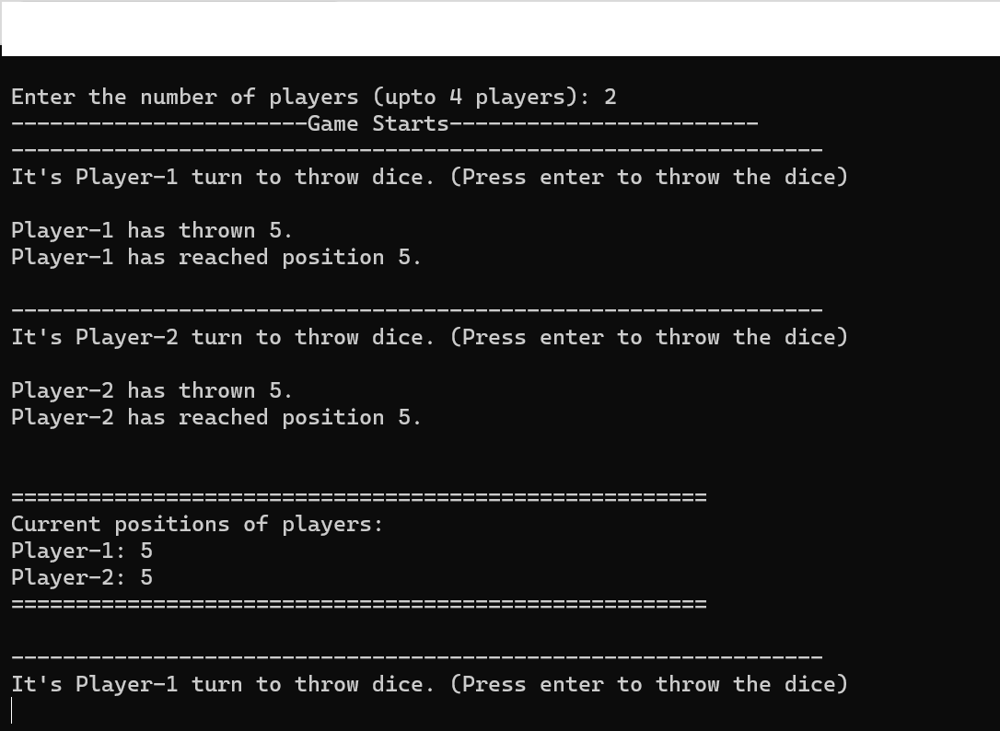 Enter the number of players (upto 4 players): 2
-----------------------Game Starts------------------------
---------------------------------------------------------------
It's Player-1 turn to throw dice. (Press enter to throw the dice)
Player-1 has thrown 5.
Player-1 has reached position 5.
---------------------------------------------------------------
It's Player-2 turn to throw dice. (Press enter to throw the dice)
Player-2 has thrown 5.
Player-2 has reached position 5.
======================================================
Current positions of players:
Player-1: 5
Player-2: 5
======================================================
---------------------------------------------------------------
It's Player-1 turn to throw dice. (Press enter to throw the dice)